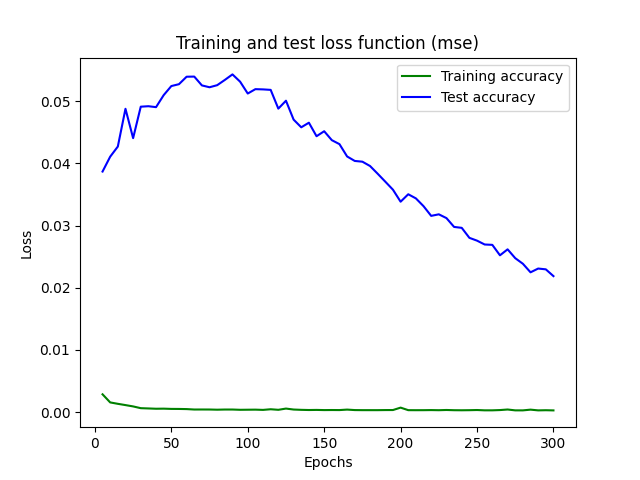 Training and test loss function (mse)
Training accuracy
Test accuracy
Loss
0.05
0.04
0.03
0.02
0.01
0.00
0 50 100 150 200 250 300
Epochs